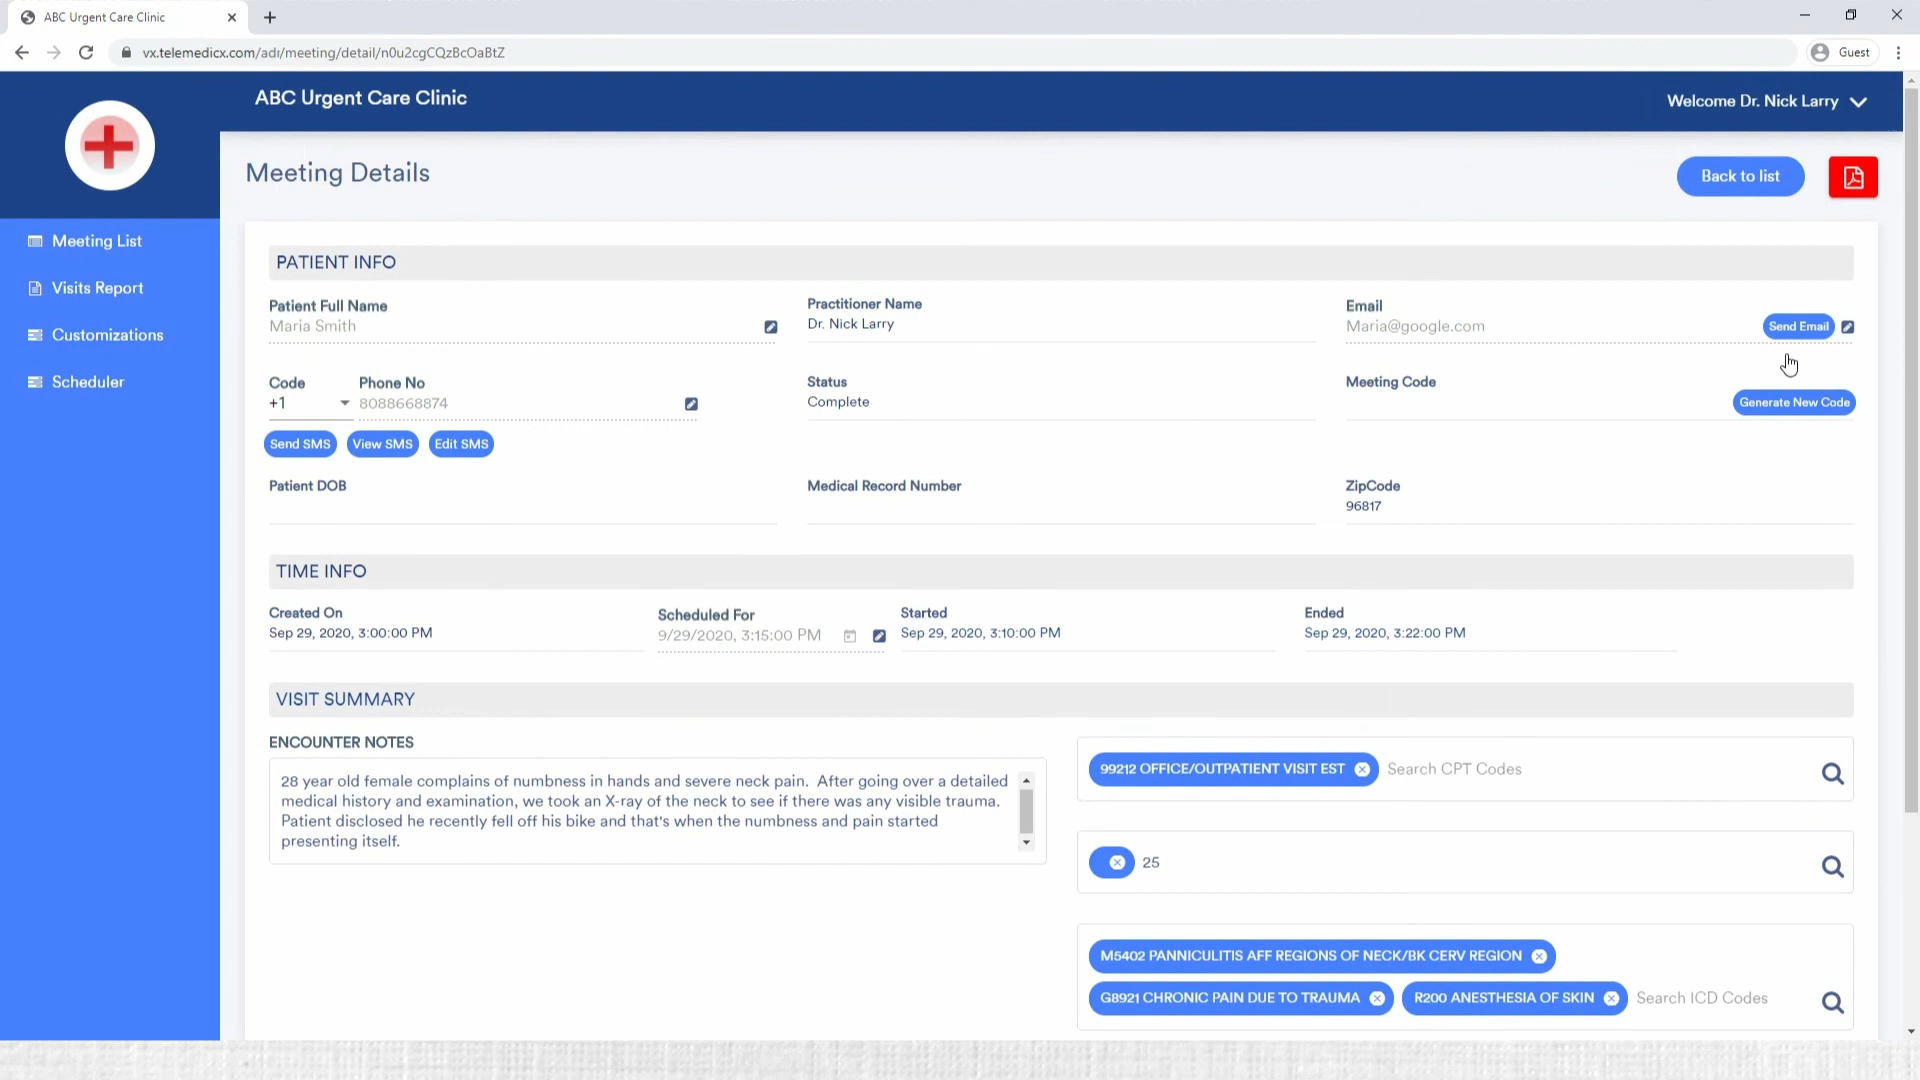 ABC Urgent Care Clinic
vx.telemedicx.com/adr/meeting/detail/n0u2cgCQzBcOaBtZ
Guest
ABC Urgent Care Clinic
Welcome Dr. Nick Larry
Meeting Details
Back to list
Meeting List
Visits Report
Customizations
Scheduler
PATIENT INFO
Patient Full Name
Maria Smith
Practitioner Name
Dr. Nick Larry
Email
Maria@google.com
Send Email
Code
+1
Phone No
8088668874
Status
Complete
Meeting Code
Generate New Code
Send SMS
View SMS
Edit SMS
Patient DOB
Medical Record Number
ZipCode
96817
TIME INFO
Created On
Sep 29, 2020, 3:00:00 PM
Scheduled For
9/29/2020, 3:15:00 PM
Started
Sep 29, 2020, 3:10:00 PM
Ended
Sep 29, 2020, 3:22:00 PM
VISIT SUMMARY
ENCOUNTER NOTES
28 year old female complains of numbness in hands and severe neck pain.  After going over a detailed
medical history and examination, we took an X-ray of the neck to see if there was any visible trauma.
Patient disclosed he recently fell off his bike and that's when the numbness and pain started
presenting itself.
99212 OFFICE/OUTPATIENT VISIT EST
Search CPT Codes
25
M5402 PANNICULITIS AFF REGIONS OF NECK/BK CERV REGION
G8921 CHRONIC PAIN DUE TO TRAUMA
R200 ANESTHESIA OF SKIN
Search ICD Codes